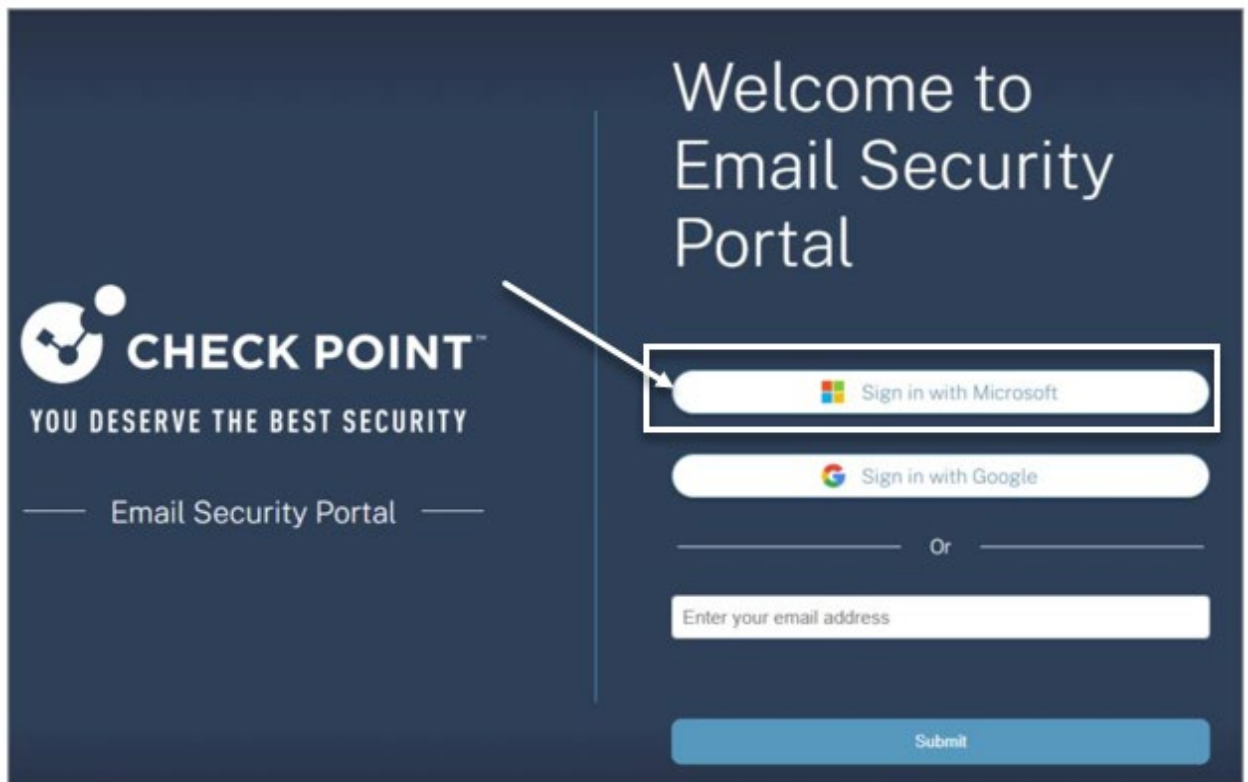 CHECK POINT™
YOU DESERVE THE BEST SECURITY
Email Security Portal
Welcome to
Email Security
Portal
Sign in with Microsoft
Sign in with Google
Or
Enter your email address
Submit